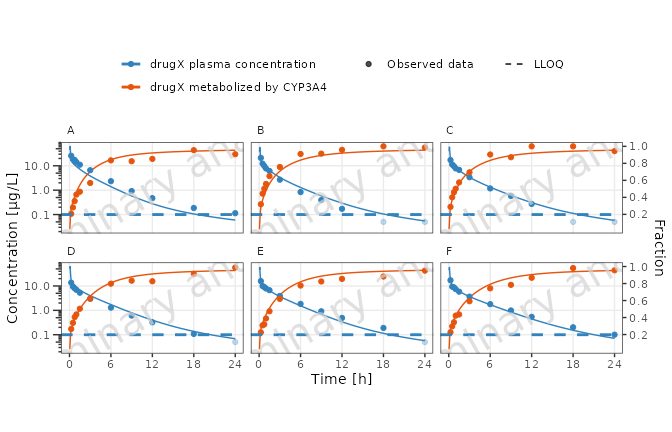 drugX plasma concentration
Observed data
LLOQ
drugX metabolized by CYP3A4
A
B
C
10.0
1.0
0.1
1.0
0.8
0.6
0.4
0.2
D
E
F
10.0
1.0
0.1
1.0
0.8
0.6
0.4
0.2
0 6 12 18 24
0 6 12 18 24
0 6 12 18 24
Time [h]
Concentration [µg/L]
Fraction